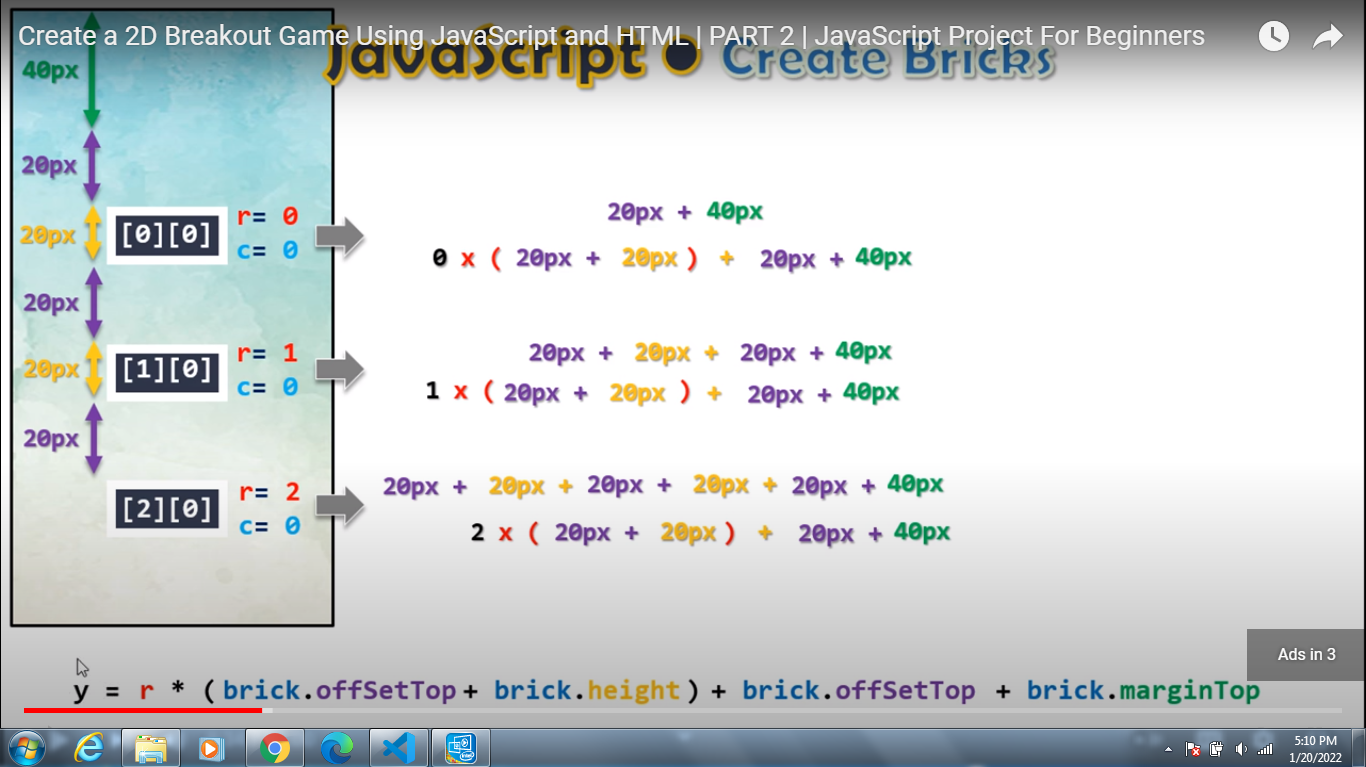 Create a 2D Breakout Game Using JavaScript and HTML | PART 2 | JavaScript Project For Beginners
JavaScript ● Create Bricks
40px
20px
20px + 40px
20px [0][0] r= 0
c= 0
0 x ( 20px + 20px ) + 20px + 40px
20px
20px + 20px + 20px + 40px
20px [1][0] r= 1
c= 0
1 x ( 20px + 20px ) + 20px + 40px
20px
20px + 20px + 20px + 20px + 20px + 40px
[2][0] r= 2
c= 0
2 x ( 20px + 20px ) + 20px + 40px
Ads in 3
y = r * ( brick.offSetTop + brick.height ) + brick.offSetTop + brick.marginTop
5:10 PM
1/20/2022